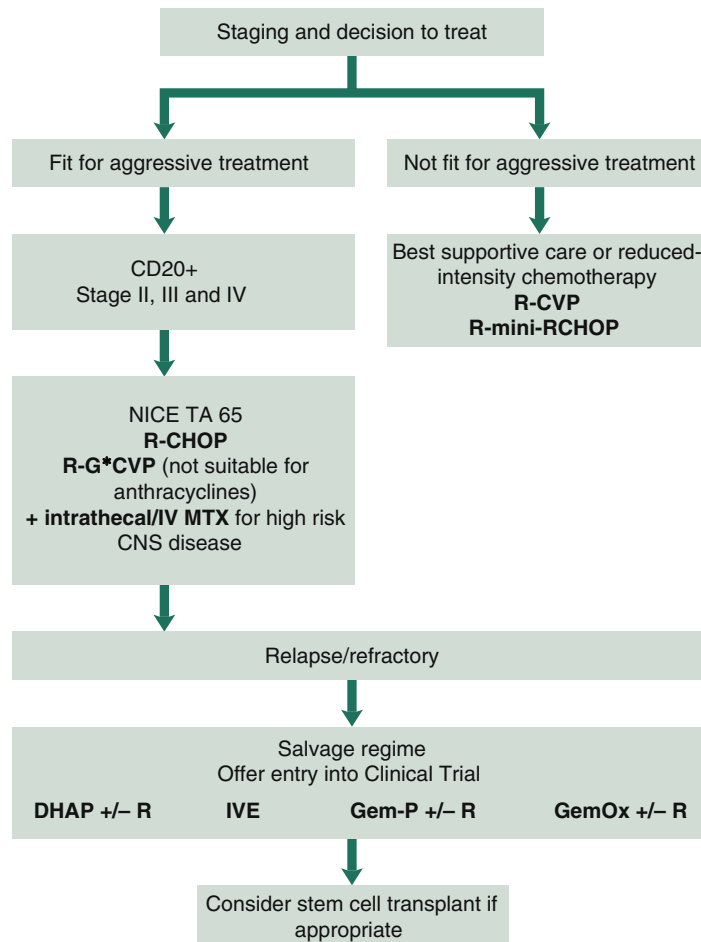 Staging and decision to treat
Fit for aggressive treatment
Not fit for aggressive treatment
CD20+
Stage II, III and IV
Best supportive care or reduced-
intensity chemotherapy
R-CVP
R-mini-RCHOP
NICE TA 65
R-CHOP
R-G*CVP (not suitable for
anthracyclines)
+ intrathecal/IV MTX for high risk
CNS disease
Relapse/refractory
Salvage regime
Offer entry into Clinical Trial
DHAP +/– R IVE Gem-P +/– R GemOx +/– R
Consider stem cell transplant if
appropriate